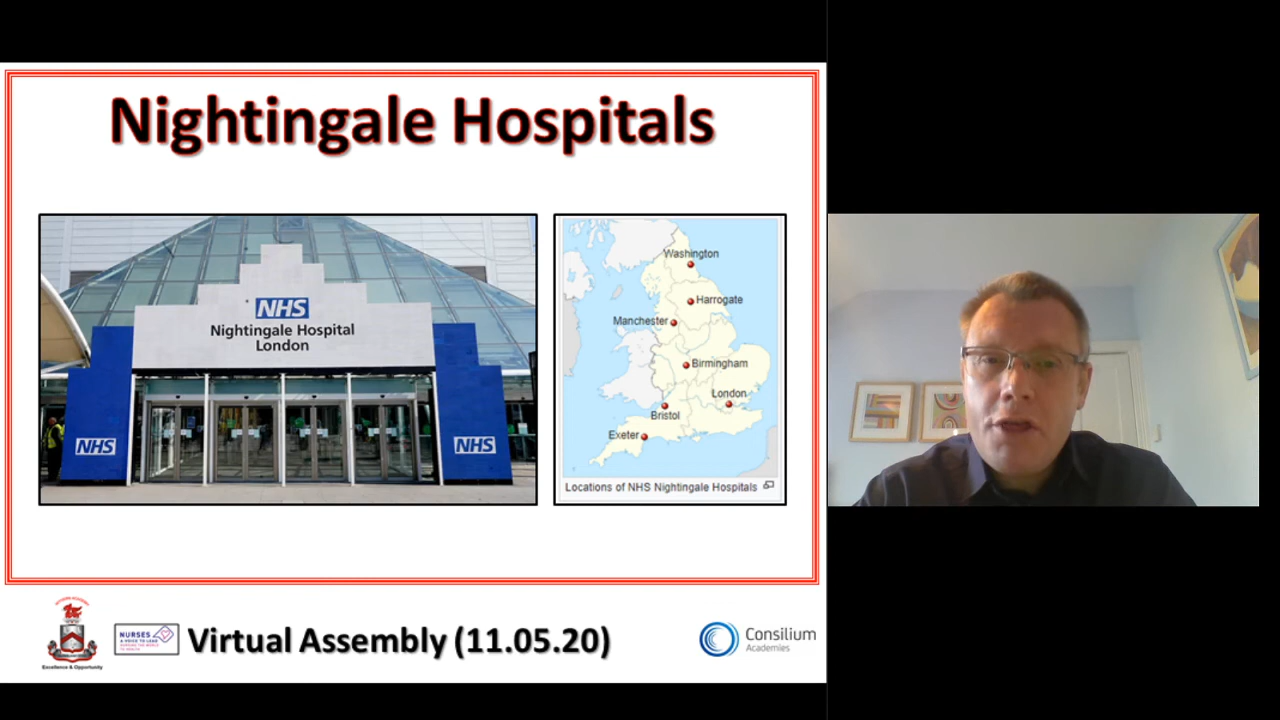 Nightingale Hospitals
NHS
Nightingale Hospital
London
NHS
NHS
Washington
Harrogate
Manchester
Birmingham
London
Bristol
Exeter
Locations of NHS Nightingale Hospitals
Excellence & Opportunity
NURSES
A VOICE TO LEAD
Virtual Assembly (11.05.20)
Consilium
Academies